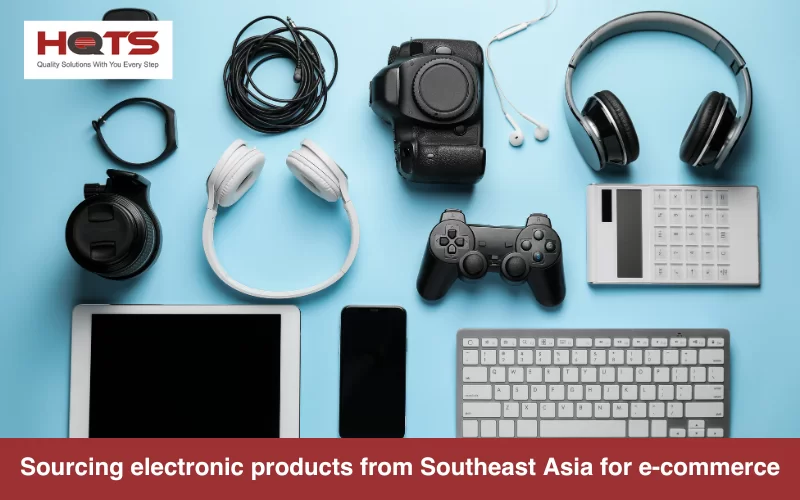 HQTS
Quality Solutions With You Every Step
Sourcing electronic products from Southeast Asia for e-commerce